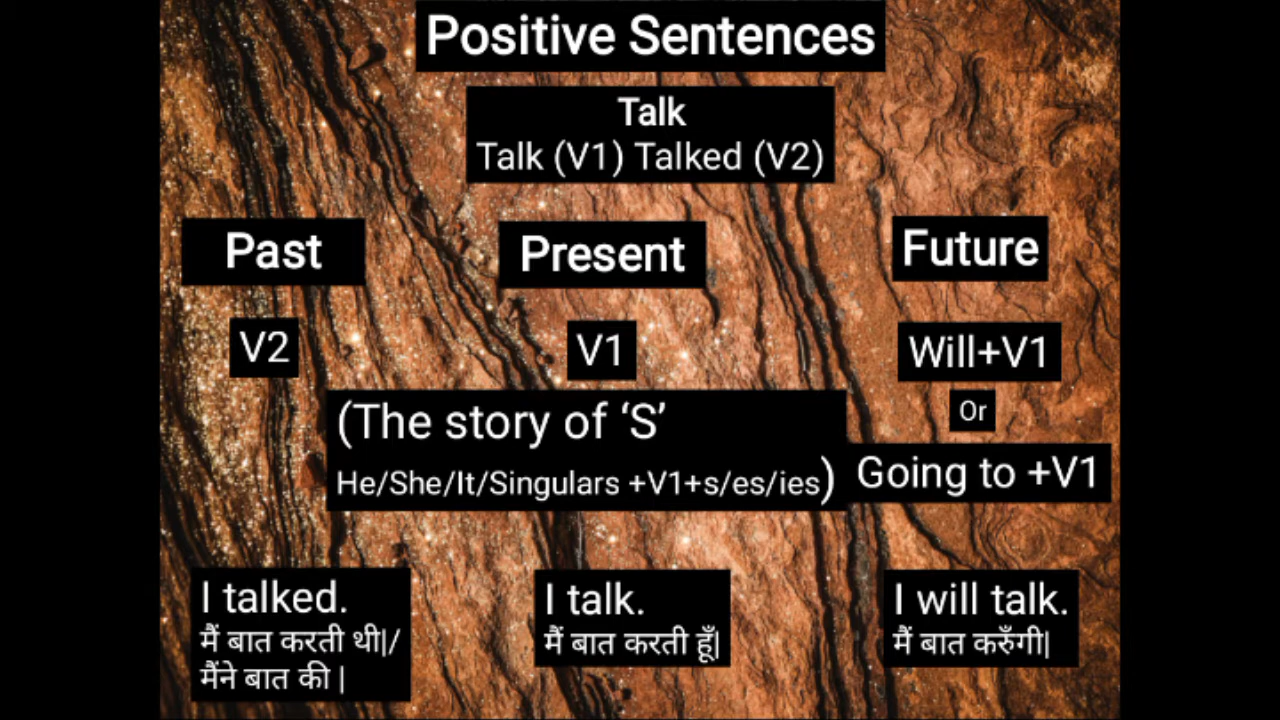 Positive Sentences
Talk
Talk (V1) Talked (V2)
Past
Present
Future
V2
V1
Will+V1
Or
(The story of ‘S’
He/She/It/Singulars +V1+s/es/ies)
Going to +V1
I talked.
मैं बात करती थी|/
मैंने बात की |
I talk.
मैं बात करती हूँ|
I will talk.
मैं बात करुँगी|